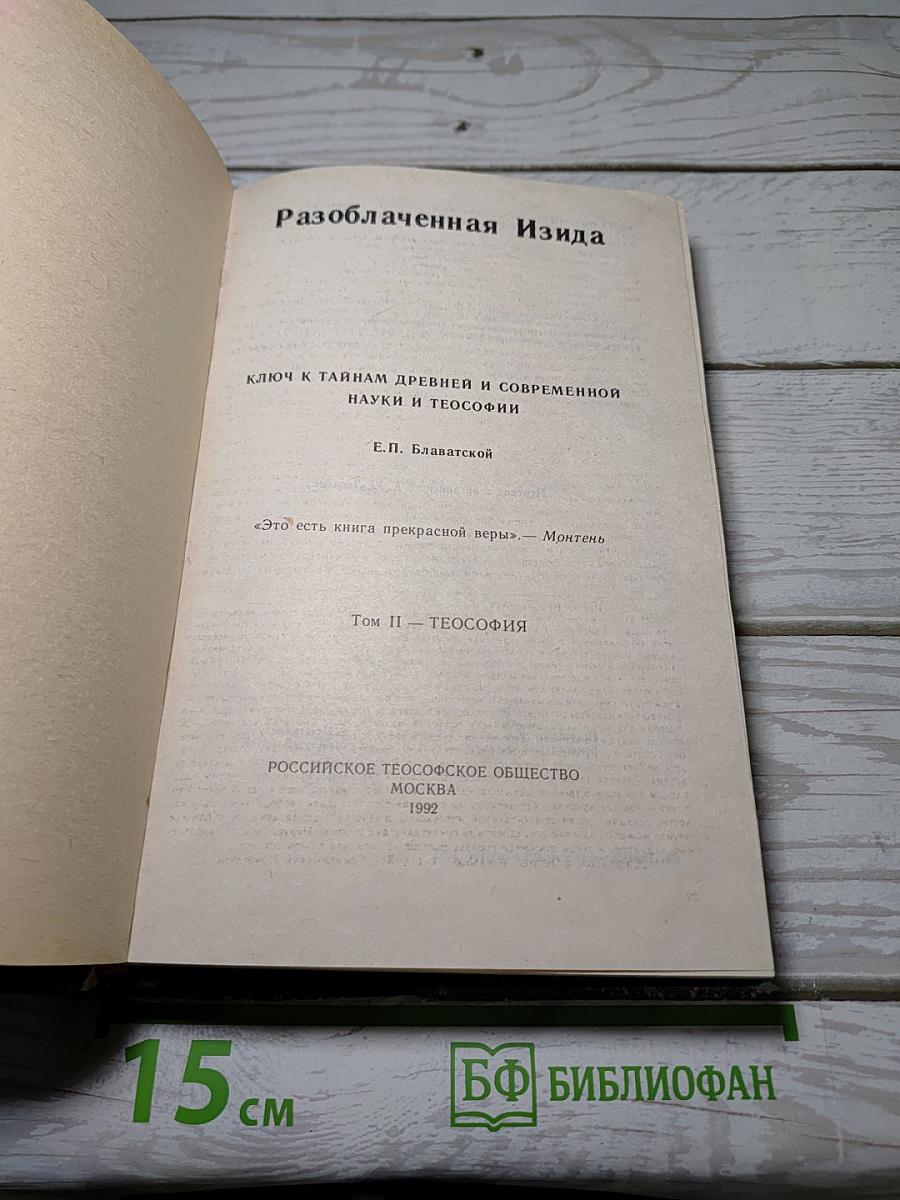 Разоблаченная Изида
КЛЮЧ К ТАЙНАМ ДРЕВНЕЙ И СОВРЕМЕННОЙ
НАУКИ И ТЕОСОФИИ
Е.П. Блаватской
«Это есть книга прекрасной веры».— Монтень
Том II — ТЕОСОФИЯ
РОССИЙСКОЕ ТЕОСОФСКОЕ ОБЩЕСТВО
МОСКВА
1992
15 см
БФ БИБЛИОФАН